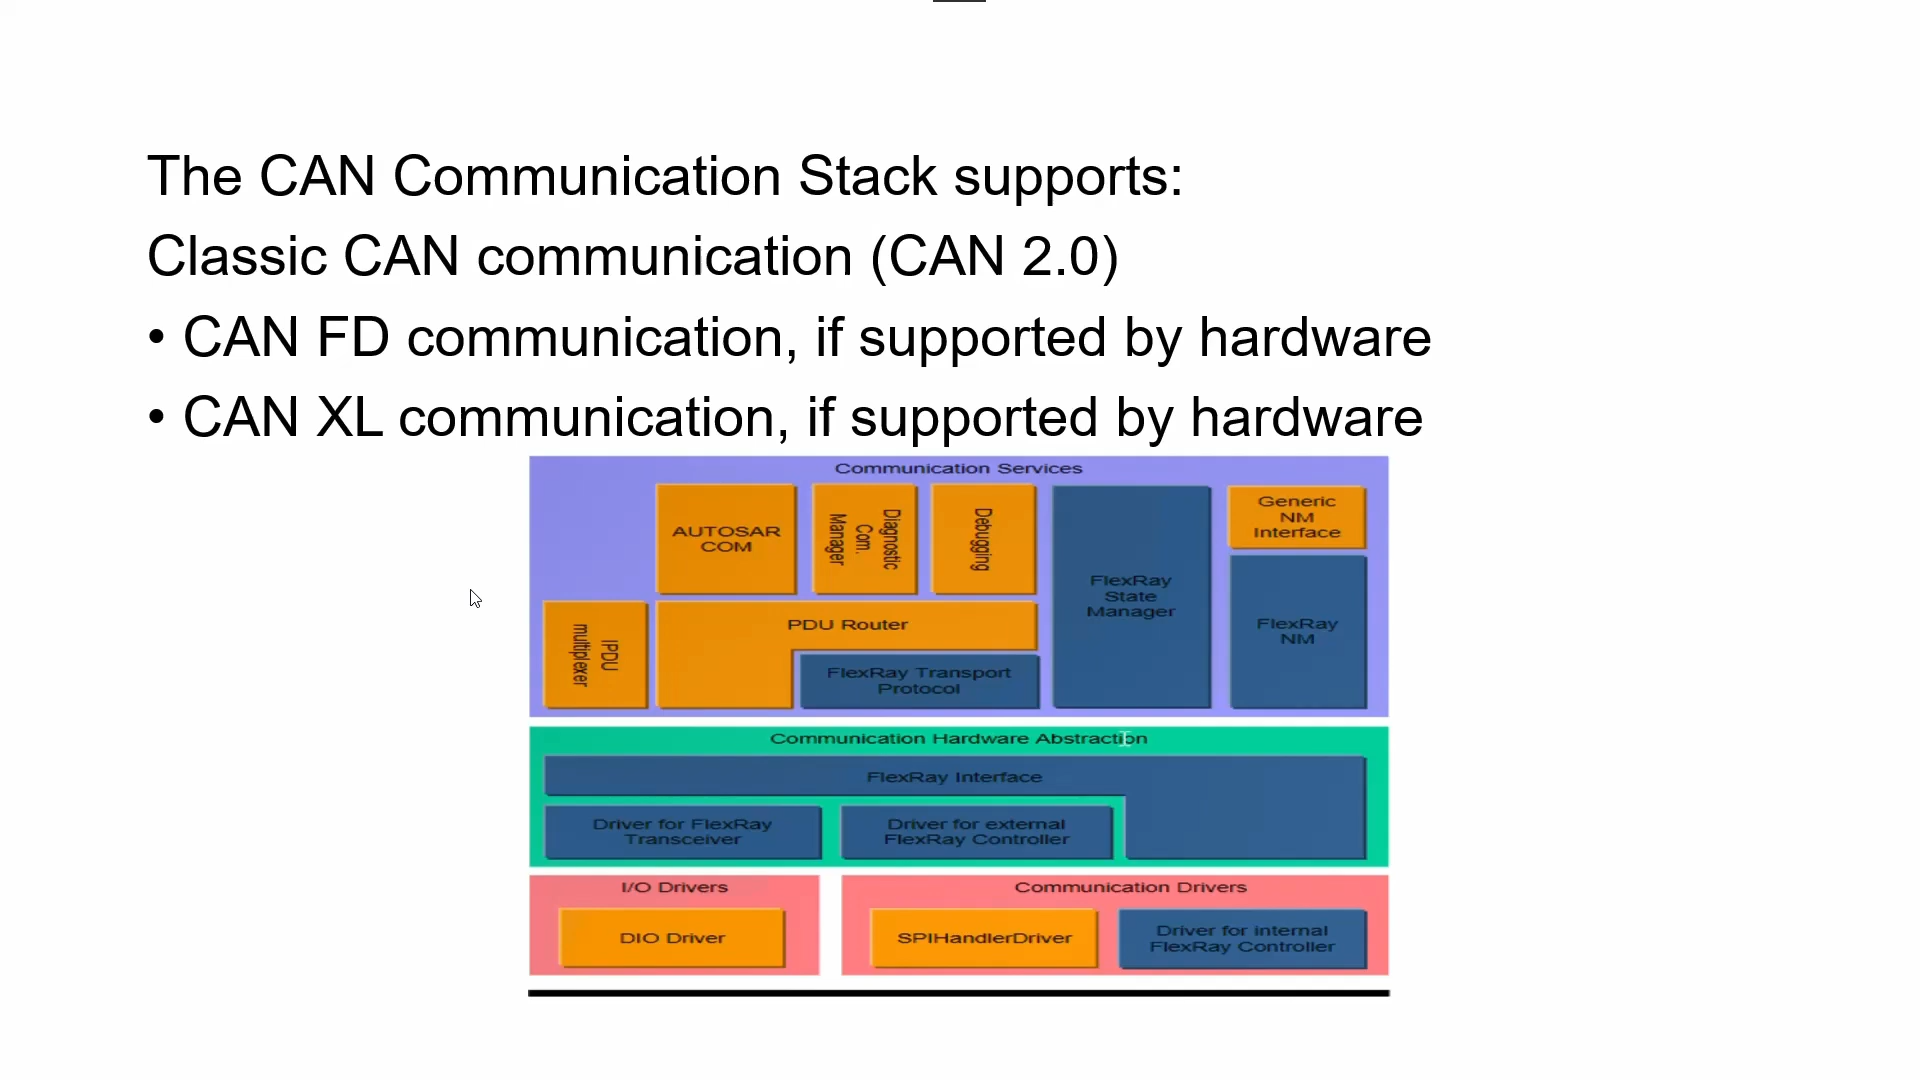 The CAN Communication Stack supports:
Classic CAN communication (CAN 2.0)
• CAN FD communication, if supported by hardware
• CAN XL communication, if supported by hardware
Communication Services
AUTOSAR
COM
Diagnostic
Com.
Manager
Debugging
FlexRay
State
Manager
Generic
NM
Interface
FlexRay
NM
IPDU
multiplexer
PDU Router
FlexRay Transport
Protocol
Communication Hardware Abstraction
FlexRay Interface
Driver for FlexRay
Transceiver
Driver for external
FlexRay Controller
I/O Drivers
DIO Driver
Communication Drivers
SPIHandlerDriver
Driver for internal
FlexRay Controller